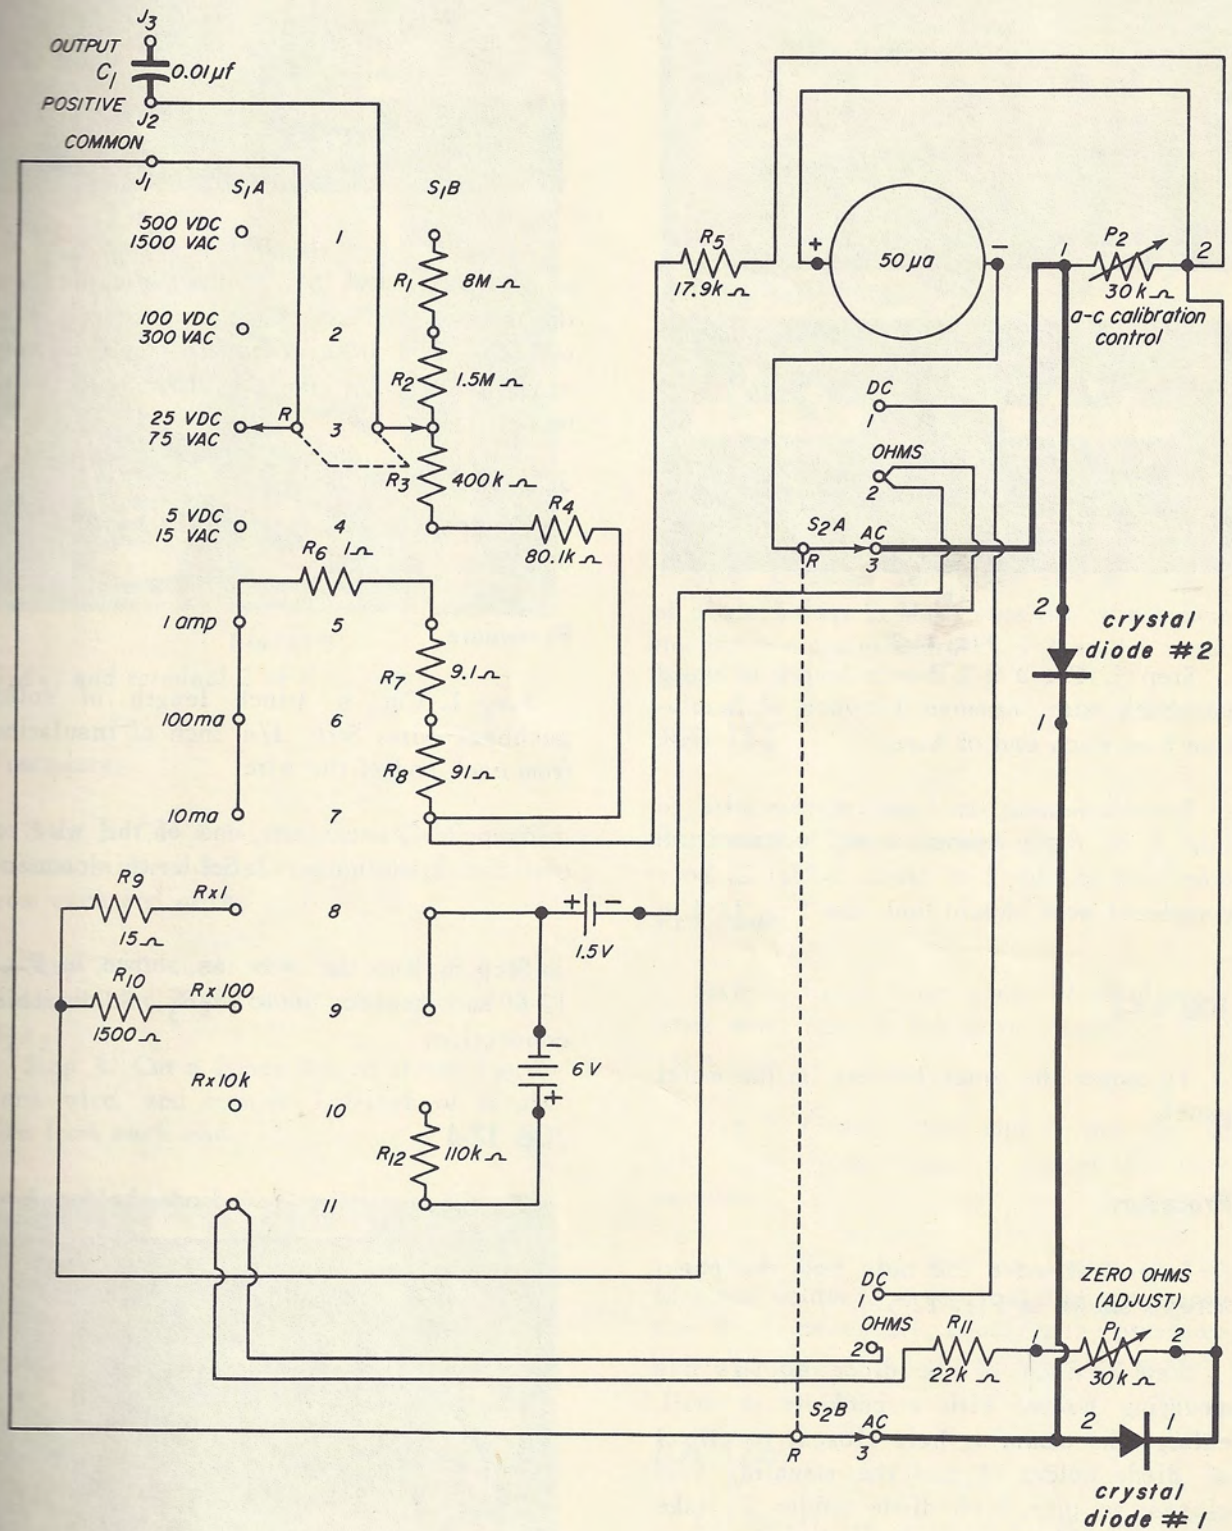 J3
OUTPUT
C1 0.01µf
POSITIVE
J2
COMMON
J1
S1A S1B
500 VDC
1500 VAC
1
R1 8M Ω
100 VDC
300 VAC
2
R2 1.5M Ω
25 VDC
75 VAC
R 3
R3 400k Ω
5 VDC
15 VAC
4
R4
80.1k Ω
R6 1Ω
1 amp 5
R7 9.1Ω
100ma 6
R8 91Ω
10ma 7
R9 Rx1
15Ω
8
+ -
1.5V
R10 Rx100
1500Ω
9
- 6V +
Rx10k
10
R12 110k Ω
11
R5
17.9k Ω
+ 50 µa -
1 P2 2
30k Ω
a-c calibration
control
DC
1
OHMS
2
S2A AC
R 3
2
crystal
diode #2
1
DC
1
OHMS
2
R11
22k Ω
ZERO OHMS
(ADJUST)
1 P1 2
30k Ω
S2B AC
R 3
2 1
crystal
diode #1